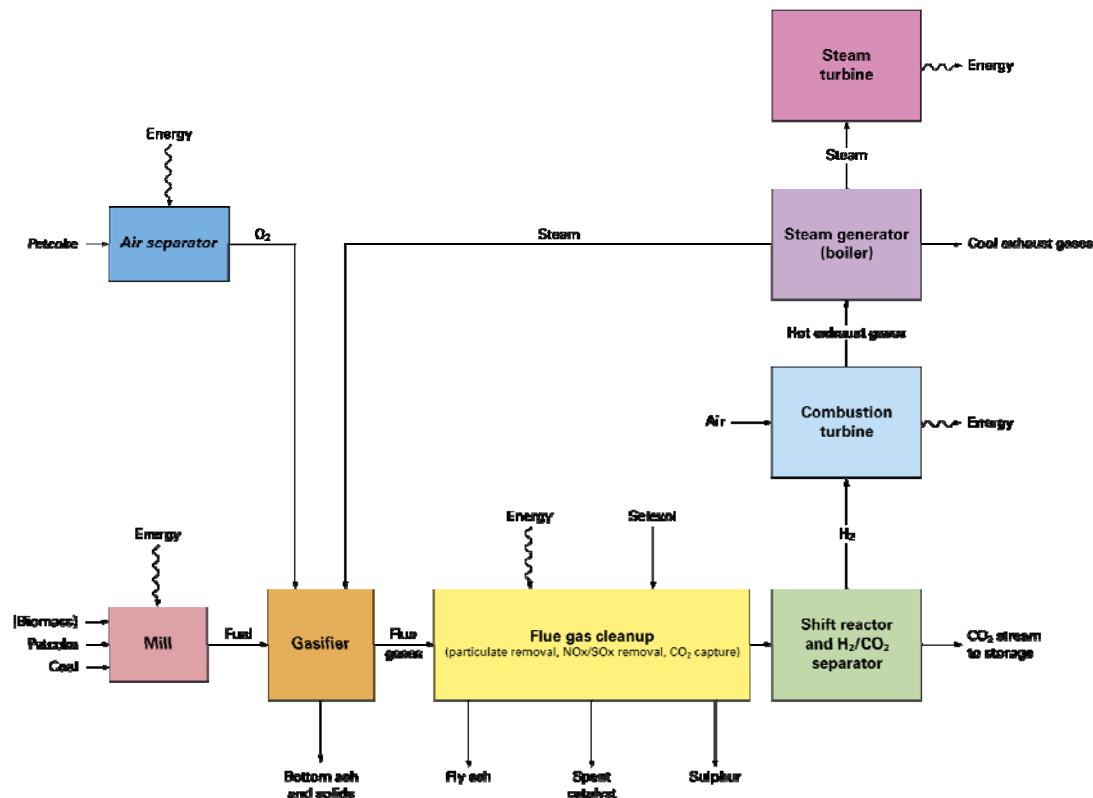 Steam
turbine
Energy
Energy
Steam
Petcoke
Air separator
O₂
Steam
Steam generator
(boiler)
Cool exhaust gases
Hot exhaust gases
Air
Combustion
turbine
Energy
Energy
Energy
Selexol
H₂
(Biomass)
Petcoke
Coal
Mill
Fuel
Gasifier
Flue
gases
Flue gas cleanup
(particulate removal, NOx/SOx removal, CO₂ capture)
Shift reactor
and H₂/CO₂
separator
CO₂ stream
to storage
Bottom ash
and solids
Fly ash
Spent
catalyst
Sulphur